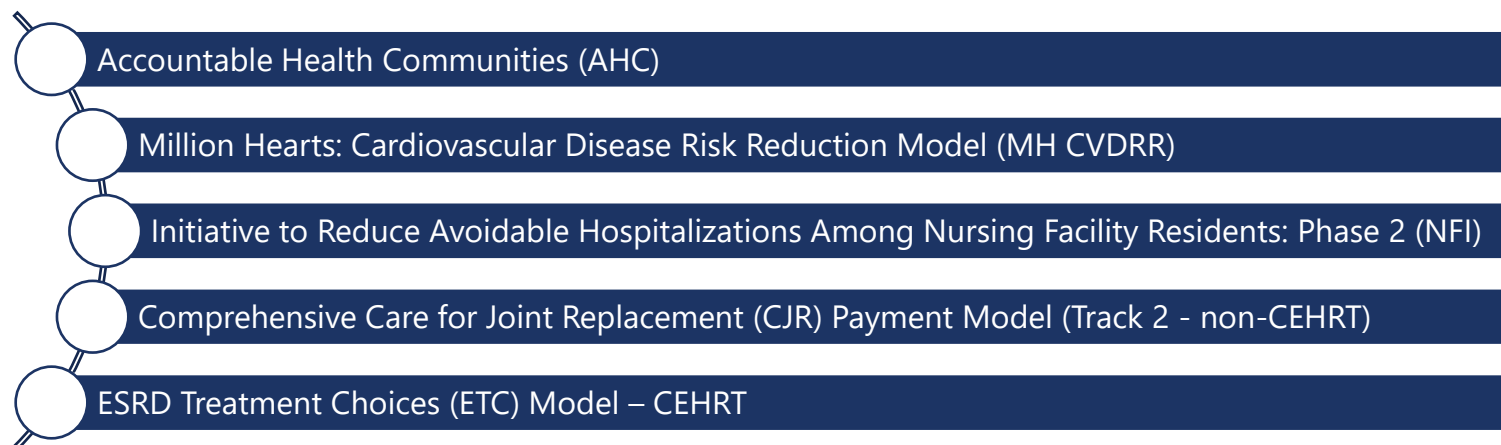 Accountable Health Communities (AHC)
Million Hearts: Cardiovascular Disease Risk Reduction Model (MH CVDRR)
Initiative to Reduce Avoidable Hospitalizations Among Nursing Facility Residents: Phase 2 (NFI)
Comprehensive Care for Joint Replacement (CJR) Payment Model (Track 2 - non-CEHRT)
ESRD Treatment Choices (ETC) Model – CEHRT